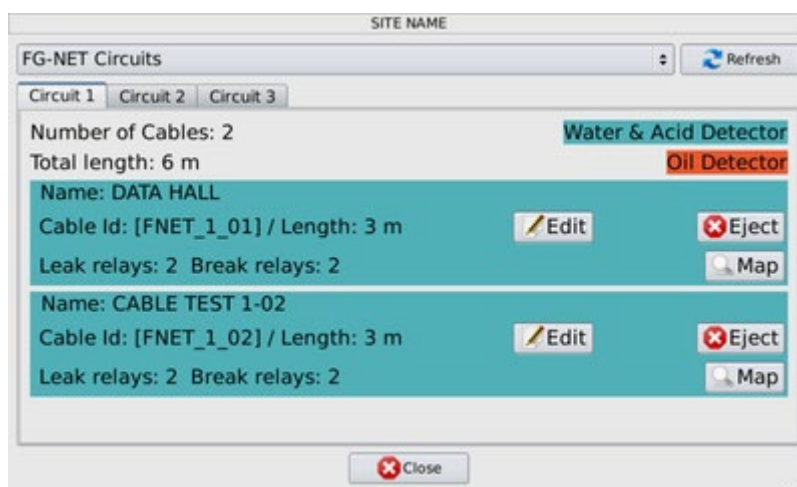 SITE NAME
FG-NET Circuits
Refresh
Circuit 1 Circuit 2 Circuit 3
Number of Cables: 2 Water & Acid Detector
Total length: 6 m Oil Detector
Name: DATA HALL
Cable Id: [FNET_1_01] / Length: 3 m Edit Eject
Leak relays: 2 Break relays: 2 Map
Name: CABLE TEST 1-02
Cable Id: [FNET_1_02] / Length: 3 m Edit Eject
Leak relays: 2 Break relays: 2 Map
Close